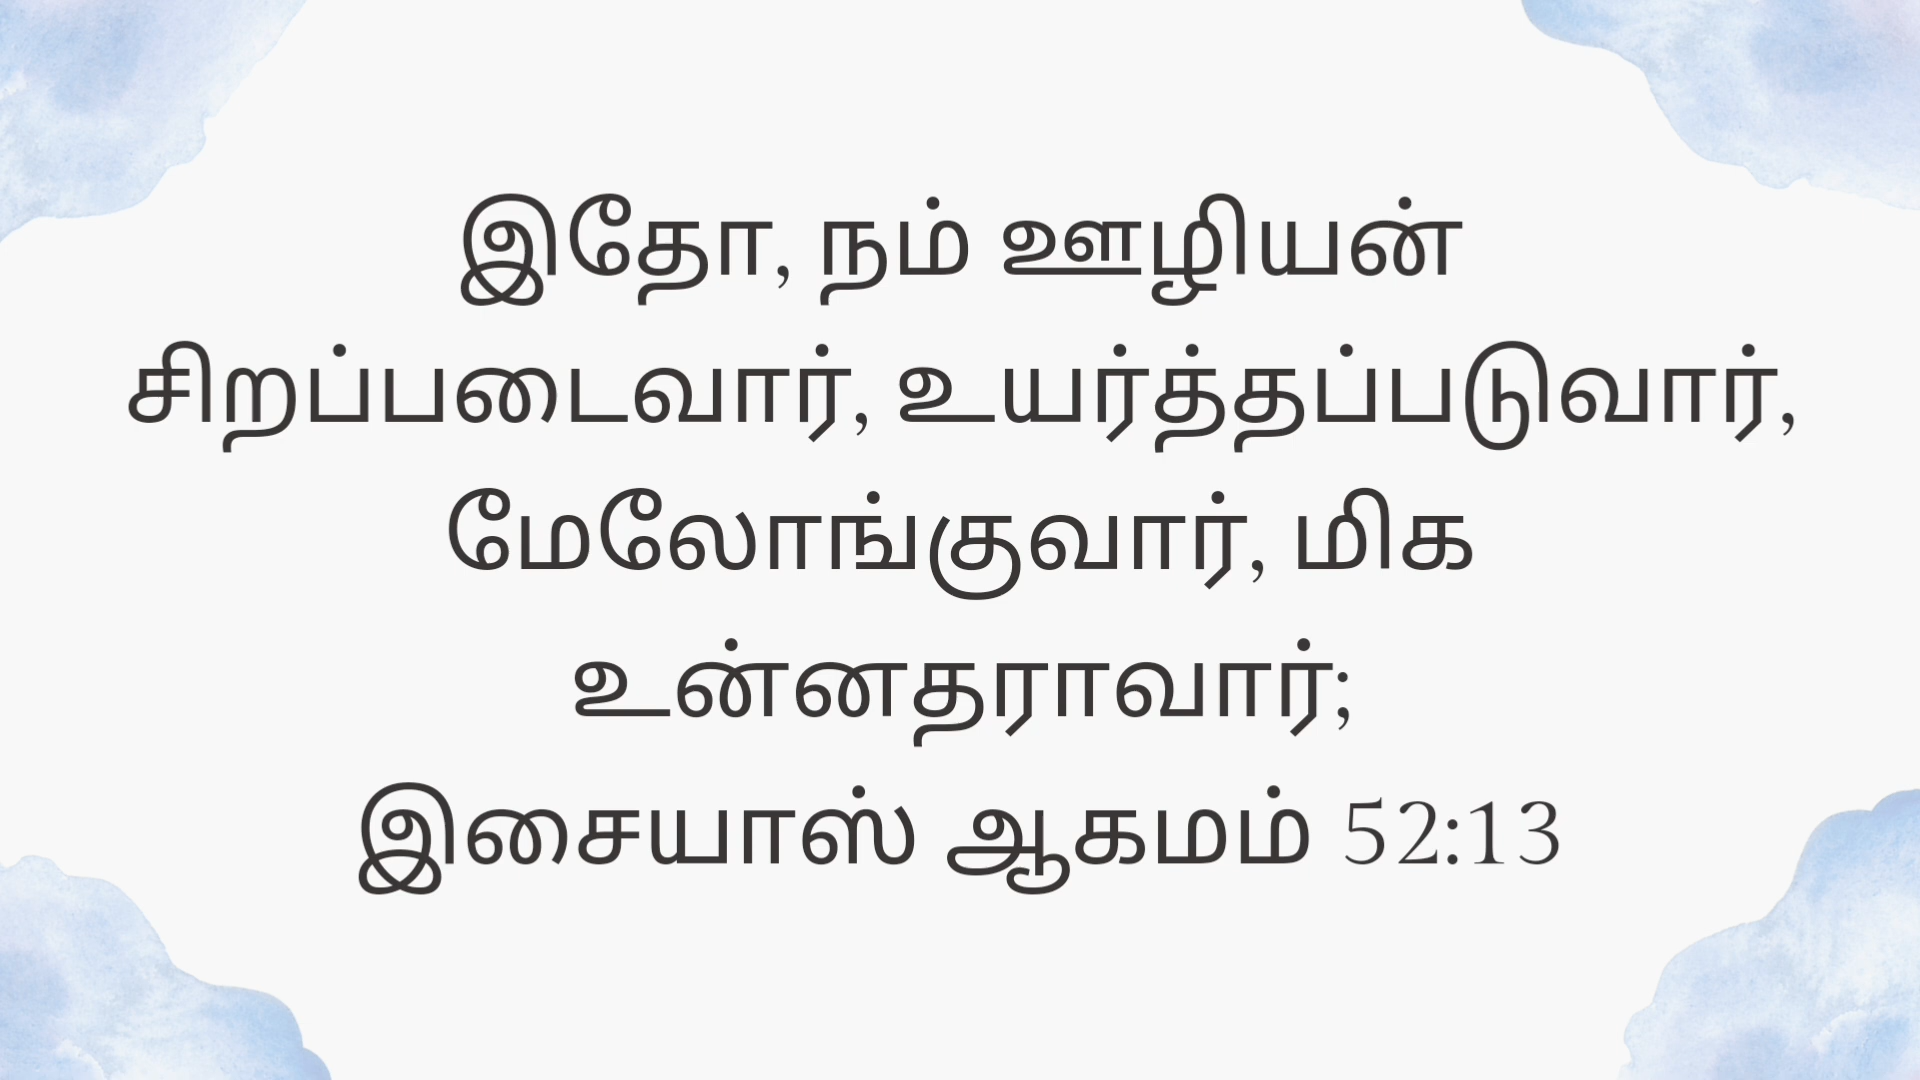 இதோ, நம் ஊழியன்
சிறப்படைவார், உயர்த்தப்படுவார்,
மேலோங்குவார், மிக
உன்னதராவார்;
இசையாஸ் ஆகமம் 52:13